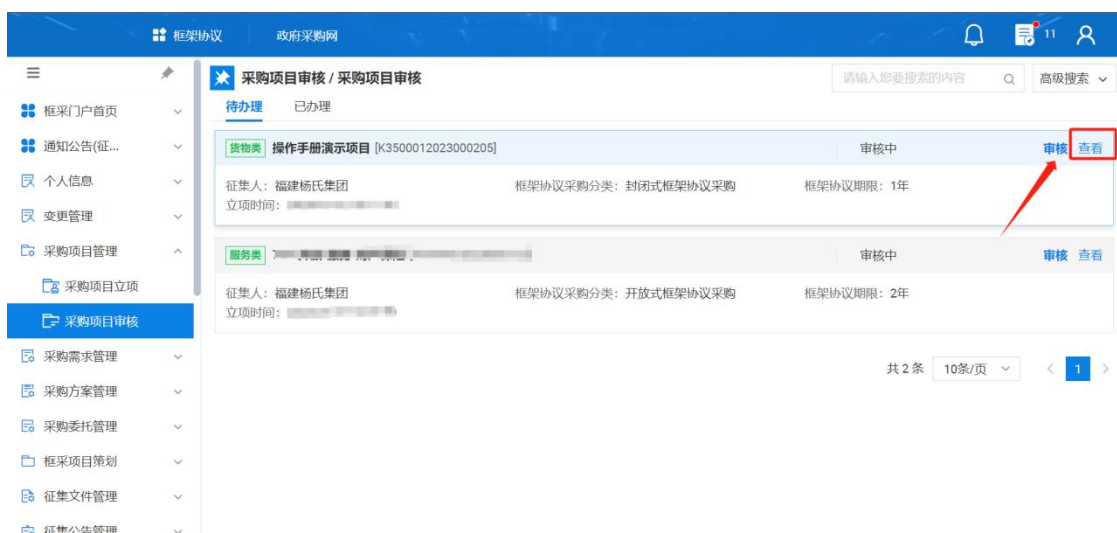 框架协议 政府采购网 11
采购项目审核 / 采购项目审核 请输入您要搜索的内容 高级搜索
待办理 已办理
框采门户首页
通知公告(征...
个人信息
变更管理
采购项目管理
采购项目立项
采购项目审核
采购需求管理
采购方案管理
采购委托管理
框采项目策划
征集文件管理
征集公告管理
货物类 操作手册演示项目 [K3500012023000205] 审核中 审核 查看
征集人：福建杨氏集团 框架协议采购分类：封闭式框架协议采购 框架协议期限：1年
立项时间：
服务类 审核中 审核 查看
征集人：福建杨氏集团 框架协议采购分类：开放式框架协议采购 框架协议期限：2年
立项时间：
共 2 条 10条/页 < 1 >